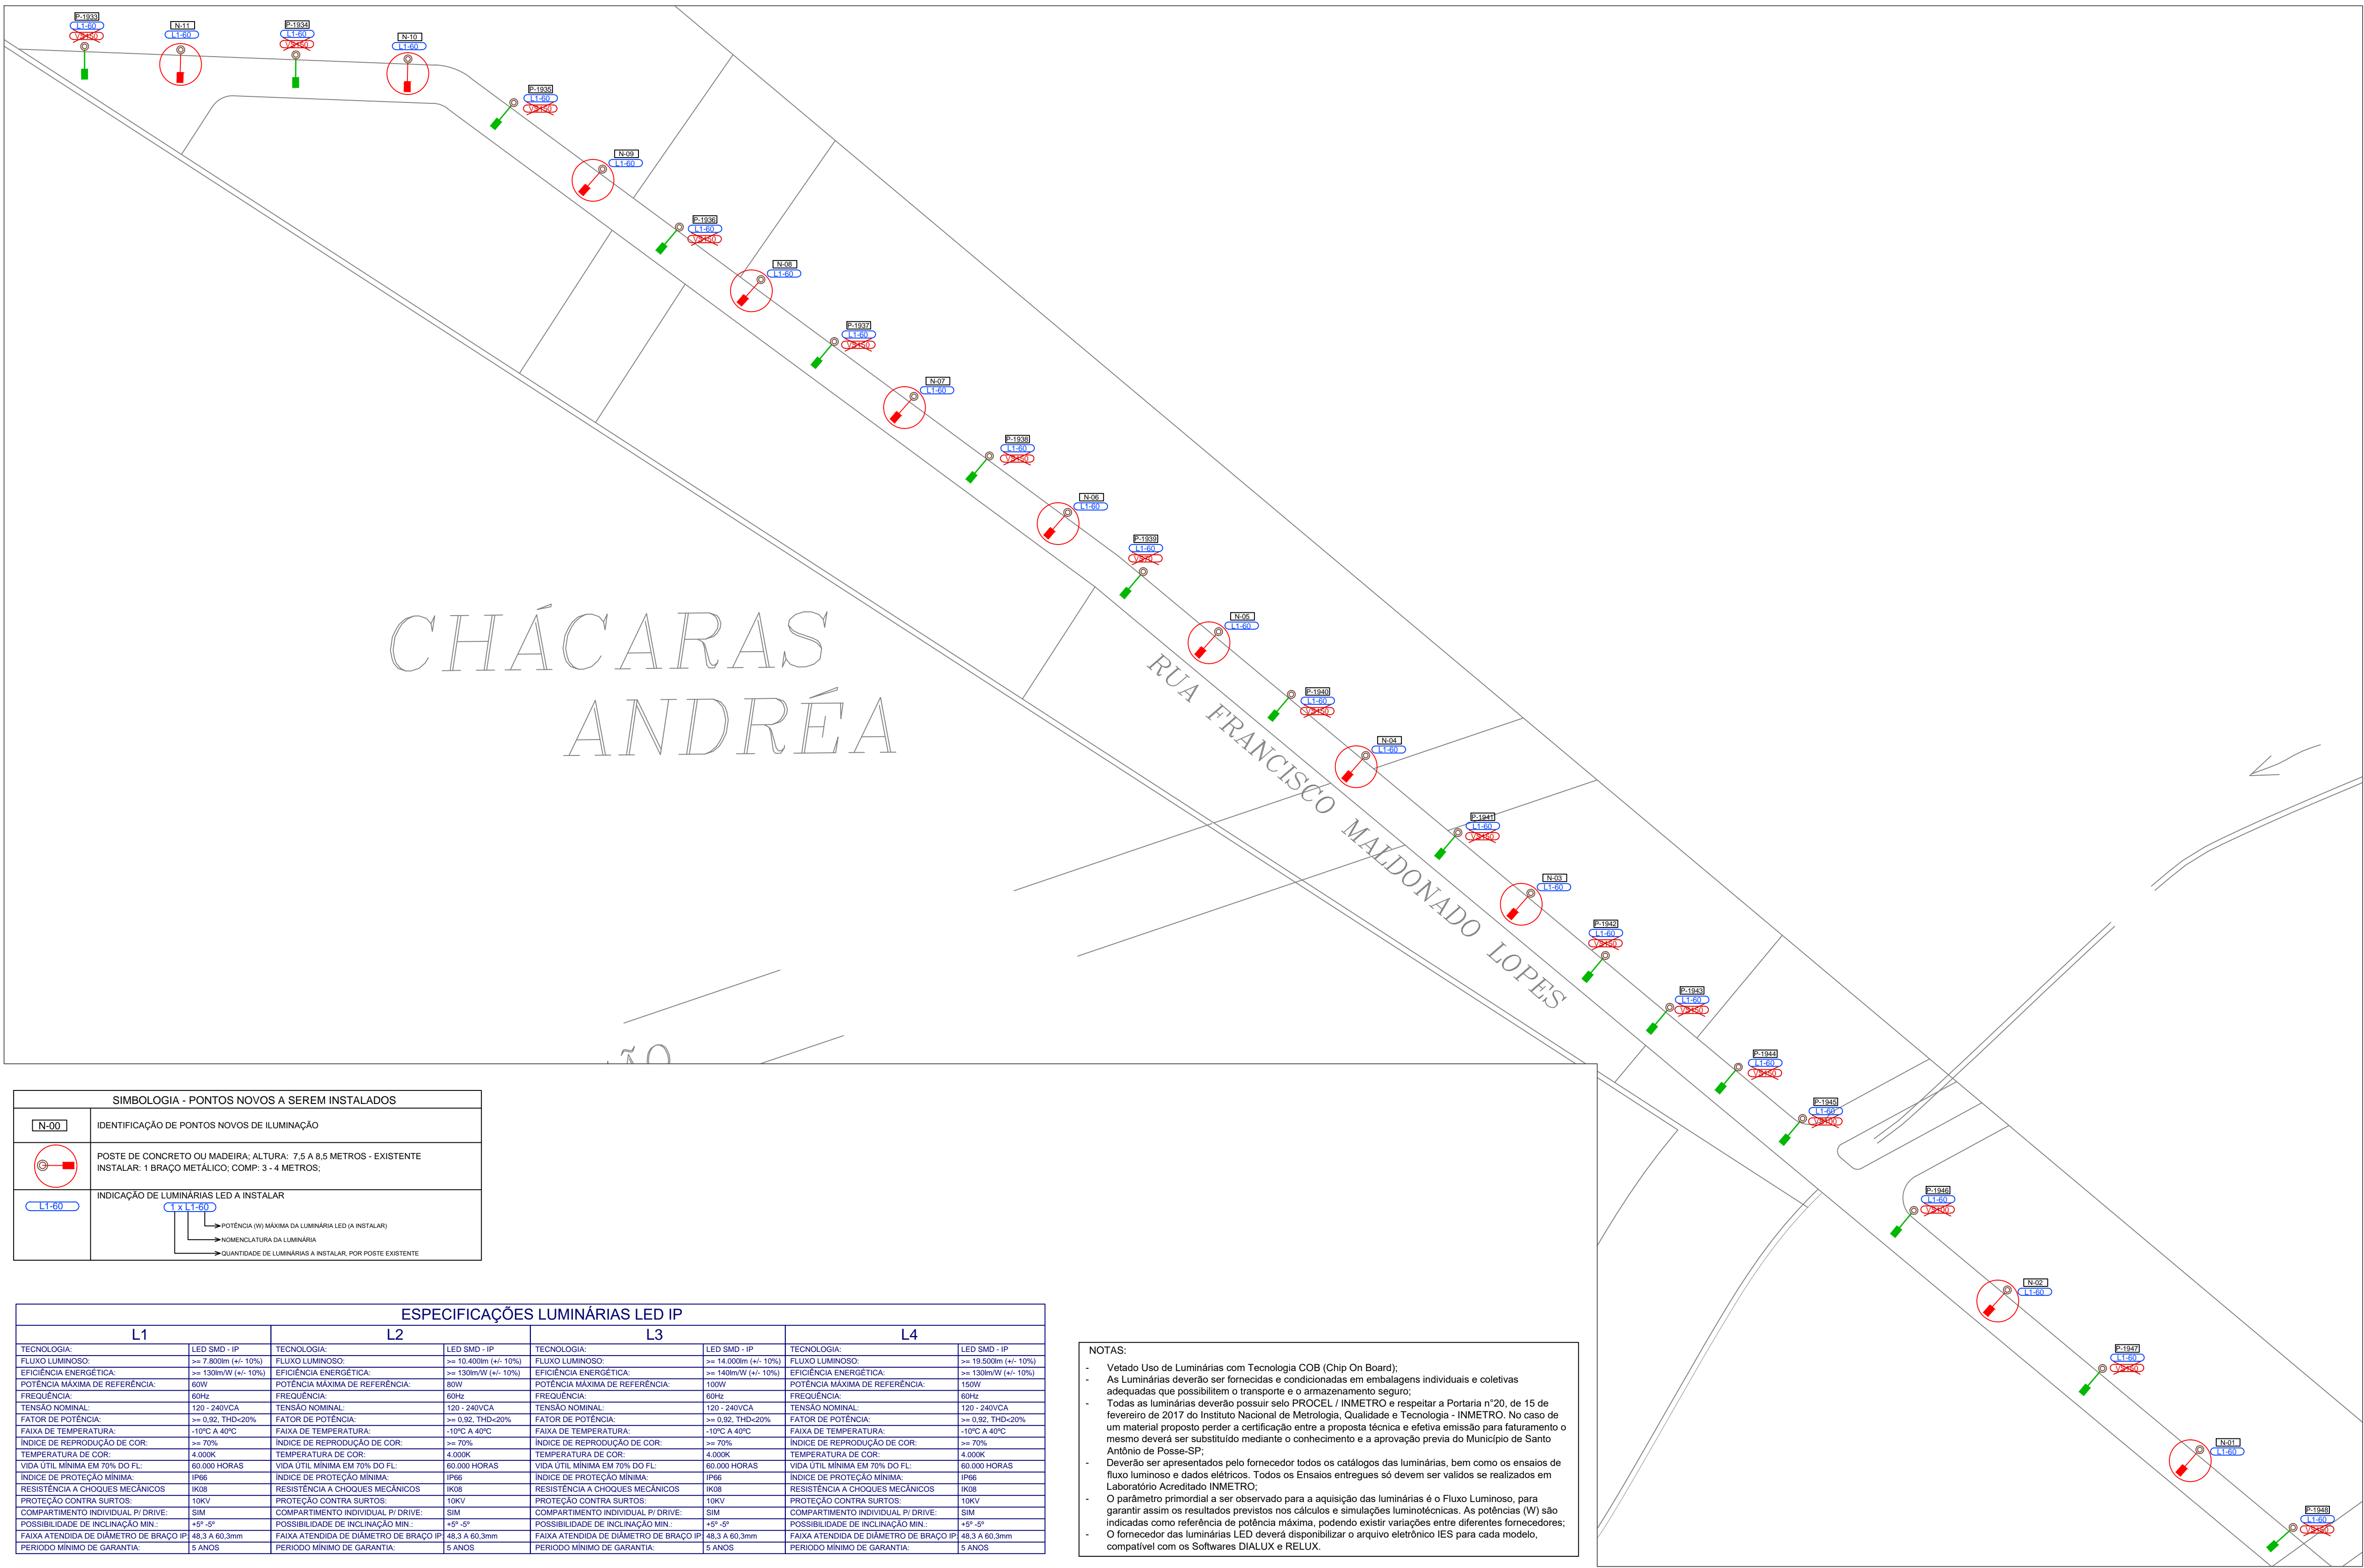 P-1933
L1-60
VS150
N-11
L1-60
P-1934
L1-60
VS150
N-10
L1-60
P-1935
L1-60
VS150
N-09
L1-60
P-1936
L1-60
VS150
N-08
L1-60
P-1937
L1-60
VS150
N-07
L1-60
P-1938
L1-60
VS150
N-06
L1-60
P-1939
L1-60
VS70
N-05
L1-60
CHÁCARAS
ANDRÉA
RUA FRANCISCO MALDONADO LOPES
P-1940
L1-60
VS150
N-04
L1-60
P-1941
L1-60
VS150
N-03
L1-60
P-1942
L1-60
VS150
P-1943
L1-60
VS150
P-1944
L1-60
VS150
P-1945
L1-60
VS100
P-1946
L1-60
VS100
N-02
L1-60
P-1947
L1-60
VS150
N-01
L1-60
P-1948
L1-60
ÃO
SIMBOLOGIA - PONTOS NOVOS A SEREM INSTALADOS
N-00 IDENTIFICAÇÃO DE PONTOS NOVOS DE ILUMINAÇÃO
POSTE DE CONCRETO OU MADEIRA; ALTURA: 7,5 A 8,5 METROS - EXISTENTE
INSTALAR: 1 BRAÇO METÁLICO; COMP: 3 - 4 METROS;
INDICAÇÃO DE LUMINÁRIAS LED A INSTALAR
L1-60 1 x L1-60
POTÊNCIA (W) MÁXIMA DA LUMINÁRIA LED (A INSTALAR)
NOMENCLATURA DA LUMINÁRIA
QUANTIDADE DE LUMINÁRIAS A INSTALAR, POR POSTE EXISTENTE
ESPECIFICAÇÕES LUMINÁRIAS LED IP
L1 L2 L3 L4
TECNOLOGIA: LED SMD - IP TECNOLOGIA: LED SMD - IP TECNOLOGIA: LED SMD - IP TECNOLOGIA: LED SMD - IP
FLUXO LUMINOSO: >= 7.800lm (+/- 10%) FLUXO LUMINOSO: >= 10.400lm (+/- 10%) FLUXO LUMINOSO: >= 14.000lm (+/- 10%) FLUXO LUMINOSO: >= 19.500lm (+/- 10%)
EFICIÊNCIA ENERGÉTICA: >= 130lm/W (+/- 10%) EFICIÊNCIA ENERGÉTICA: >= 130lm/W (+/- 10%) EFICIÊNCIA ENERGÉTICA: >= 140lm/W (+/- 10%) EFICIÊNCIA ENERGÉTICA: >= 130lm/W (+/- 10%)
POTÊNCIA MÁXIMA DE REFERÊNCIA: 60W POTÊNCIA MÁXIMA DE REFERÊNCIA: 80W POTÊNCIA MÁXIMA DE REFERÊNCIA: 100W POTÊNCIA MÁXIMA DE REFERÊNCIA: 150W
FREQUÊNCIA: 60Hz FREQUÊNCIA: 60Hz FREQUÊNCIA: 60Hz FREQUÊNCIA: 60Hz
TENSÃO NOMINAL: 120 - 240VCA TENSÃO NOMINAL: 120 - 240VCA TENSÃO NOMINAL: 120 - 240VCA TENSÃO NOMINAL: 120 - 240VCA
FATOR DE POTÊNCIA: >= 0,92, THD<20% FATOR DE POTÊNCIA: >= 0,92, THD<20% FATOR DE POTÊNCIA: >= 0,92, THD<20% FATOR DE POTÊNCIA: >= 0,92, THD<20%
FAIXA DE TEMPERATURA: -10ºC A 40ºC FAIXA DE TEMPERATURA: -10ºC A 40ºC FAIXA DE TEMPERATURA: -10ºC A 40ºC FAIXA DE TEMPERATURA: -10ºC A 40ºC
ÍNDICE DE REPRODUÇÃO DE COR: >= 70% ÍNDICE DE REPRODUÇÃO DE COR: >= 70% ÍNDICE DE REPRODUÇÃO DE COR: >= 70% ÍNDICE DE REPRODUÇÃO DE COR: >= 70%
TEMPERATURA DE COR: 4.000K TEMPERATURA DE COR: 4.000K TEMPERATURA DE COR: 4.000K TEMPERATURA DE COR: 4.000K
VIDA ÚTIL MÍNIMA EM 70% DO FL: 60.000 HORAS VIDA ÚTIL MÍNIMA EM 70% DO FL: 60.000 HORAS VIDA ÚTIL MÍNIMA EM 70% DO FL: 60.000 HORAS VIDA ÚTIL MÍNIMA EM 70% DO FL: 60.000 HORAS
ÍNDICE DE PROTEÇÃO MÍNIMA: IP66 ÍNDICE DE PROTEÇÃO MÍNIMA: IP66 ÍNDICE DE PROTEÇÃO MÍNIMA: IP66 ÍNDICE DE PROTEÇÃO MÍNIMA: IP66
RESISTÊNCIA A CHOQUES MECÂNICOS IK08 RESISTÊNCIA A CHOQUES MECÂNICOS IK08 RESISTÊNCIA A CHOQUES MECÂNICOS IK08 RESISTÊNCIA A CHOQUES MECÂNICOS IK08
PROTEÇÃO CONTRA SURTOS: 10KV PROTEÇÃO CONTRA SURTOS: 10KV PROTEÇÃO CONTRA SURTOS: 10KV PROTEÇÃO CONTRA SURTOS: 10KV
COMPARTIMENTO INDIVIDUAL P/ DRIVE: SIM COMPARTIMENTO INDIVIDUAL P/ DRIVE: SIM COMPARTIMENTO INDIVIDUAL P/ DRIVE: SIM COMPARTIMENTO INDIVIDUAL P/ DRIVE: SIM
POSSIBILIDADE DE INCLINAÇÃO MIN.: +5º -5º POSSIBILIDADE DE INCLINAÇÃO MIN.: +5º -5º POSSIBILIDADE DE INCLINAÇÃO MIN.: +5º -5º POSSIBILIDADE DE INCLINAÇÃO MIN.: +5º -5º
FAIXA ATENDIDA DE DIÂMETRO DE BRAÇO IP: 48,3 A 60,3mm FAIXA ATENDIDA DE DIÂMETRO DE BRAÇO IP: 48,3 A 60,3mm FAIXA ATENDIDA DE DIÂMETRO DE BRAÇO IP: 48,3 A 60,3mm FAIXA ATENDIDA DE DIÂMETRO DE BRAÇO IP: 48,3 A 60,3mm
PERIODO MÍNIMO DE GARANTIA: 5 ANOS PERIODO MÍNIMO DE GARANTIA: 5 ANOS PERIODO MÍNIMO DE GARANTIA: 5 ANOS PERIODO MÍNIMO DE GARANTIA: 5 ANOS
NOTAS:
- Vetado Uso de Luminárias com Tecnologia COB (Chip On Board);
- As Luminárias deverão ser fornecidas e condicionadas em embalagens individuais e coletivas
adequadas que possibilitem o transporte e o armazenamento seguro;
- Todas as luminárias deverão possuir selo PROCEL / INMETRO e respeitar a Portaria n°20, de 15 de
fevereiro de 2017 do Instituto Nacional de Metrologia, Qualidade e Tecnologia - INMETRO. No caso de
um material proposto perder a certificação entre a proposta técnica e efetiva emissão para faturamento o
mesmo deverá ser substituído mediante o conhecimento e a aprovação previa do Município de Santo
Antônio de Posse-SP;
- Deverão ser apresentados pelo fornecedor todos os catálogos das luminárias, bem como os ensaios de
fluxo luminoso e dados elétricos. Todos os Ensaios entregues só devem ser validos se realizados em
Laboratório Acreditado INMETRO;
- O parâmetro primordial a ser observado para a aquisição das luminárias é o Fluxo Luminoso, para
garantir assim os resultados previstos nos cálculos e simulações luminotécnicas. As potências (W) são
indicadas como referência de potência máxima, podendo existir variações entre diferentes fornecedores;
- O fornecedor das luminárias LED deverá disponibilizar o arquivo eletrônico IES para cada modelo,
compatível com os Softwares DIALUX e RELUX.